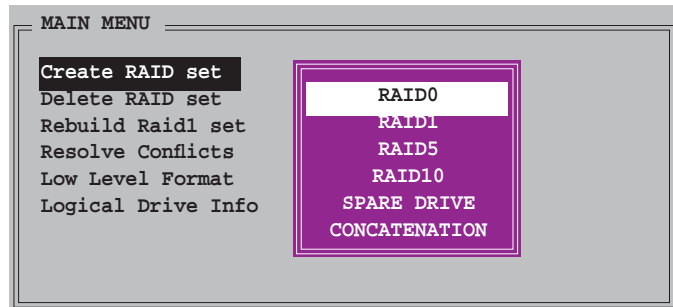 MAIN MENU
Create RAID set
Delete RAID set
Rebuild Raid1 set
Resolve Conflicts
Low Level Format
Logical Drive Info
RAID0
RAID1
RAID5
RAID10
SPARE DRIVE
CONCATENATION